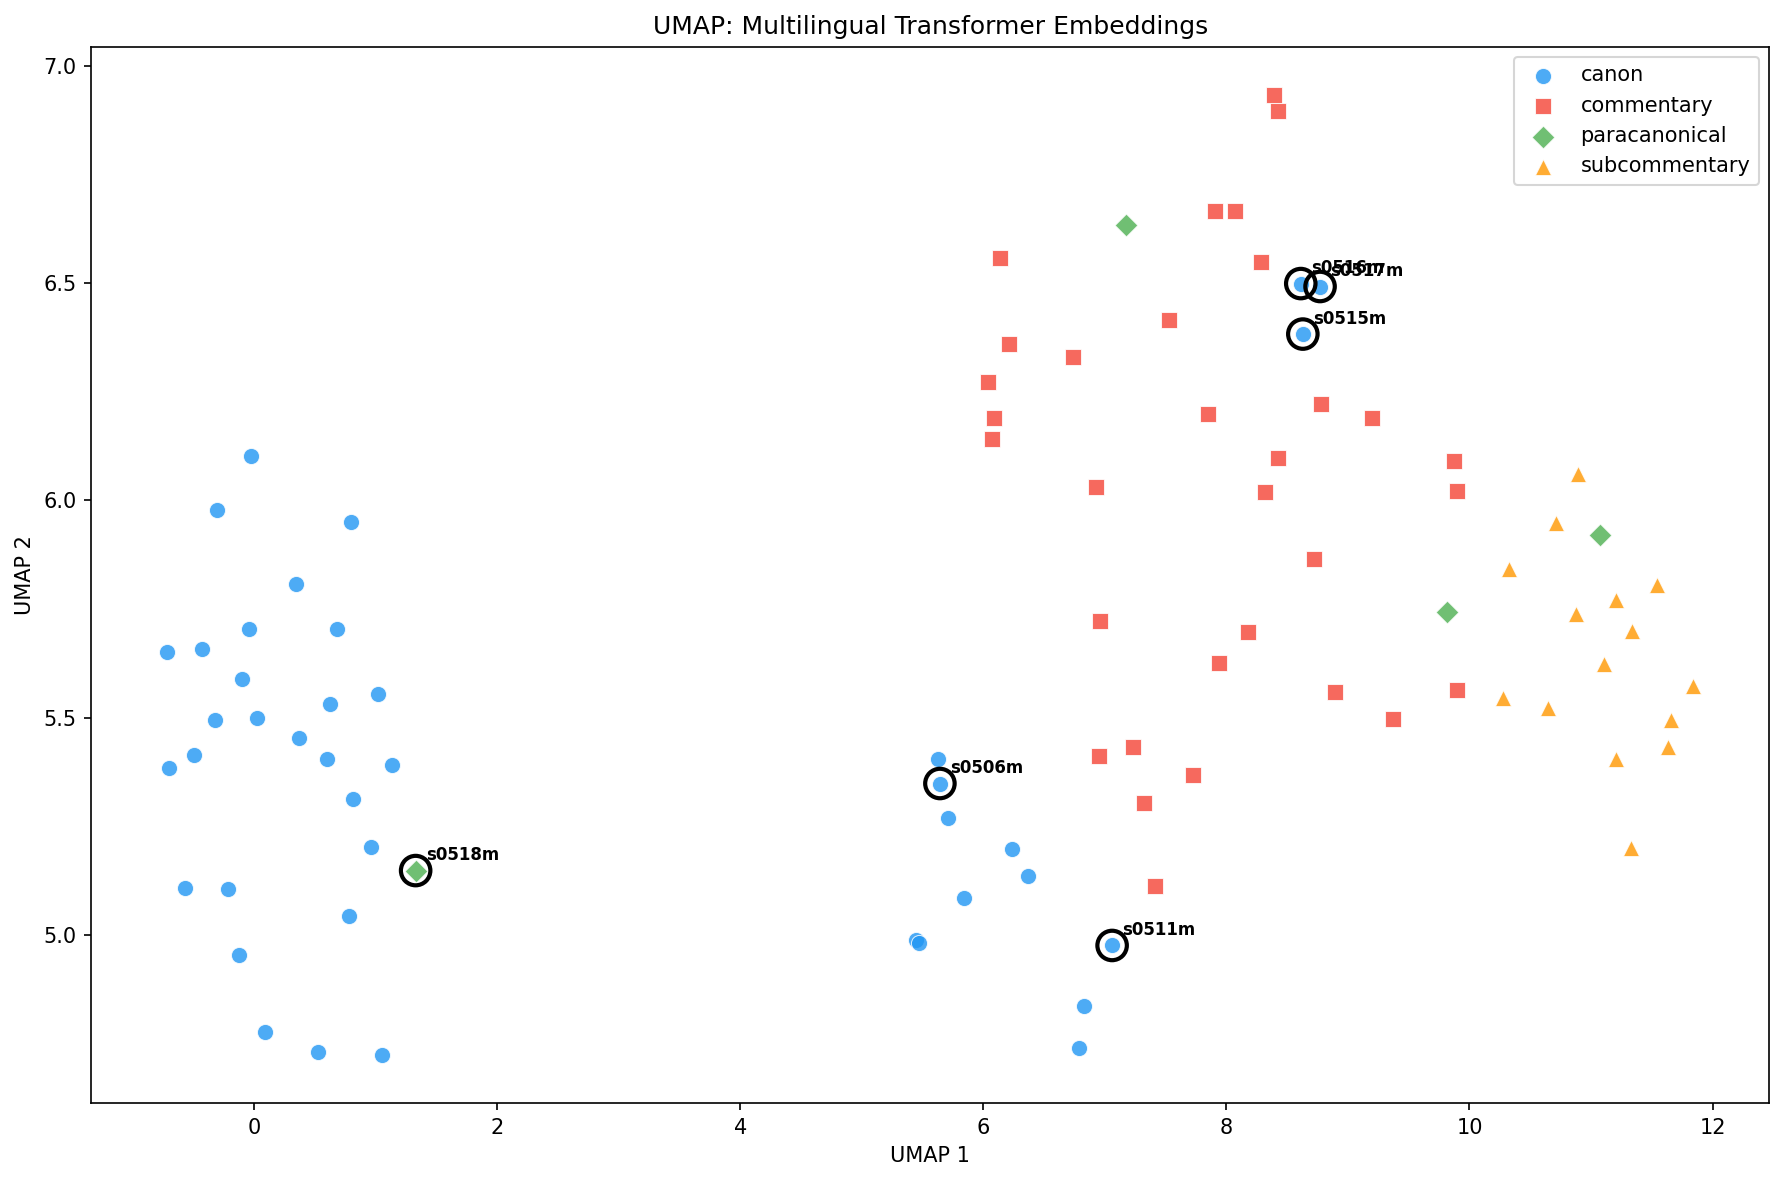 UMAP: Multilingual Transformer Embeddings
canon
commentary
paracanonical
subcommentary
7.0
6.5
6.0
5.5
5.0
UMAP 2
s0516m
s0517m
s0515m
s0506m
s0518m
s0511m
0 2 4 6 8 10 12
UMAP 1